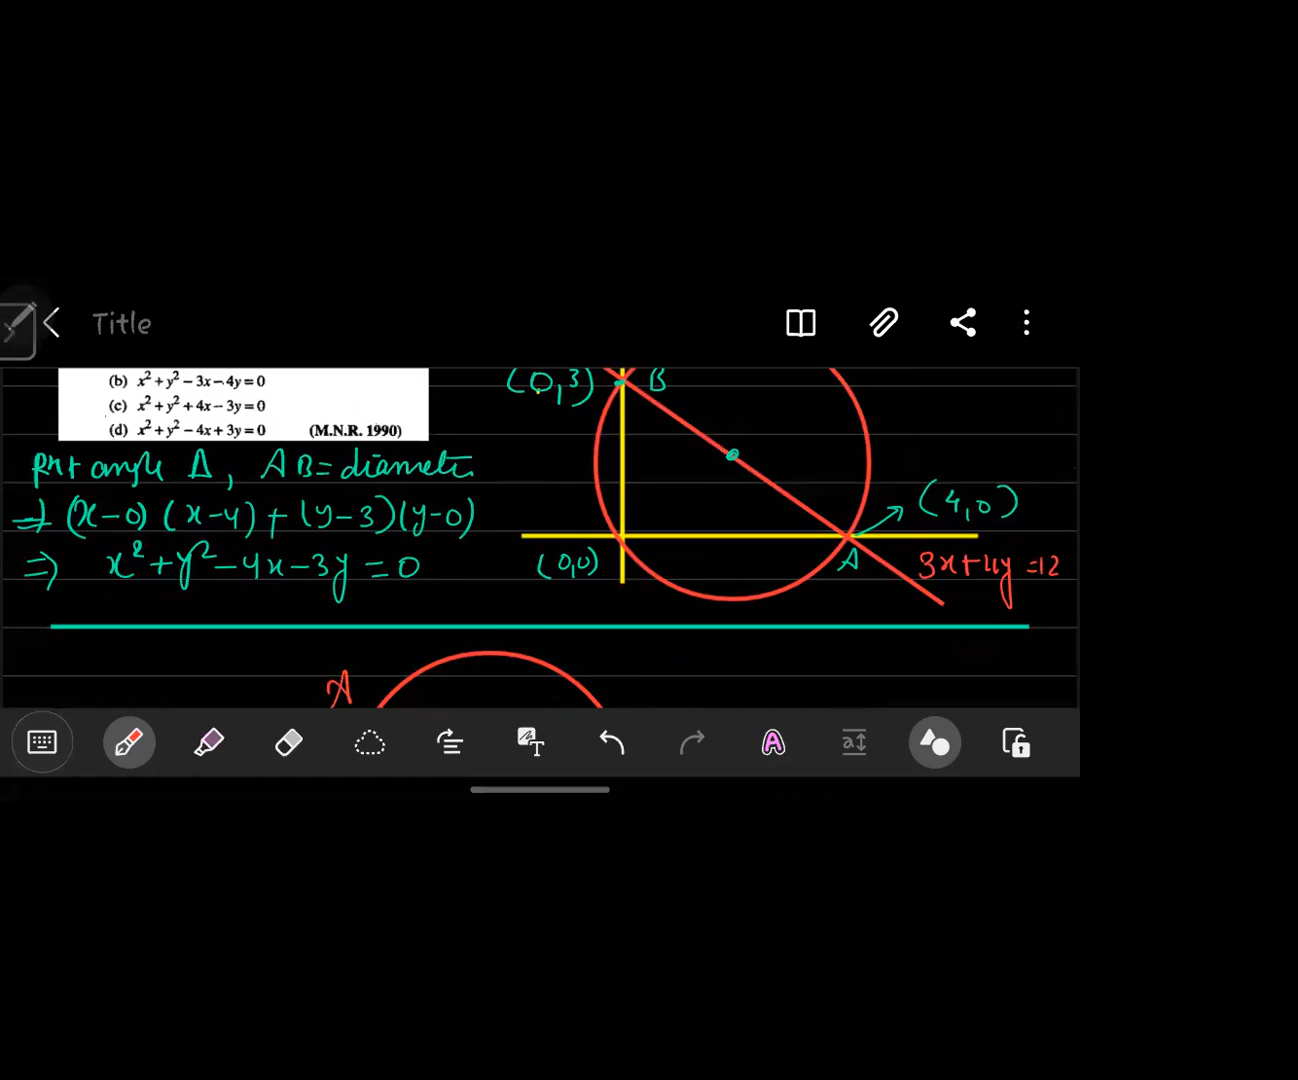 Title
(b) x² + y² – 3x – 4y = 0
(c) x² + y² + 4x – 3y = 0
(d) x² + y² – 4x + 3y = 0 (M.N.R. 1990)
angle Δ, AB = diameter
⇒ (x–0) (x–4) + (y–3)(y–0)
⇒ x² + y² – 4x – 3y = 0
(0,3) B
(4,0)
(0,0) A 3x+4y=12
A
T
A
a